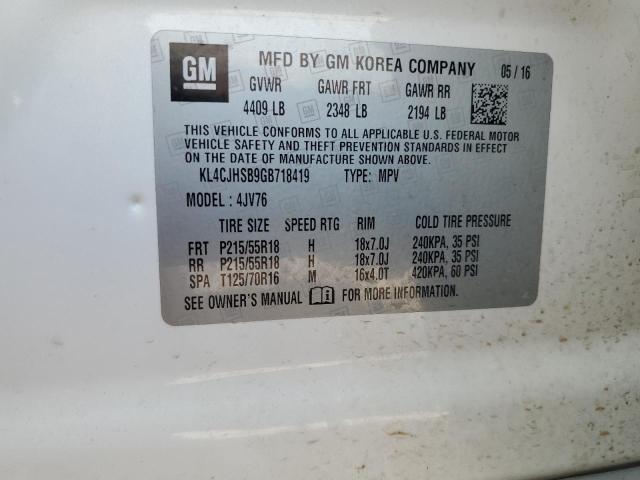 GM MFD BY GM KOREA COMPANY 05/16
GVWR GAWR FRT GAWR RR
4409 LB 2348 LB 2194 LB
THIS VEHICLE CONFORMS TO ALL APPLICABLE U.S. FEDERAL MOTOR
VEHICLE SAFETY AND THEFT PREVENTION STANDARDS IN EFFECT
ON THE DATE OF MANUFACTURE SHOWN ABOVE.
KL4CJHSB9GB718419 TYPE: MPV
MODEL : 4JV76
TIRE SIZE SPEED RTG RIM COLD TIRE PRESSURE
FRT P215/55R18 H 18x7.0J 240KPA, 35 PSI
RR P215/55R18 H 18x7.0J 240KPA, 35 PSI
SPA T125/70R16 M 16x4.0T 420KPA, 60 PSI
SEE OWNER'S MANUAL FOR MORE INFORMATION.